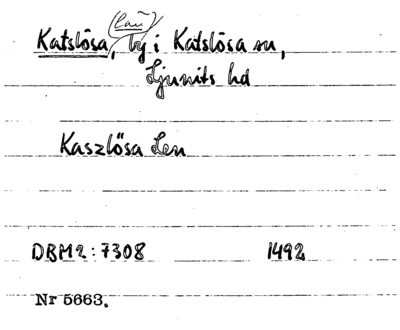 (lau)
Katslösa, by i Katslösa sn,
Ljunits hd
Kaszlösa Len
DBM2:7308 1492
Nr 5663.